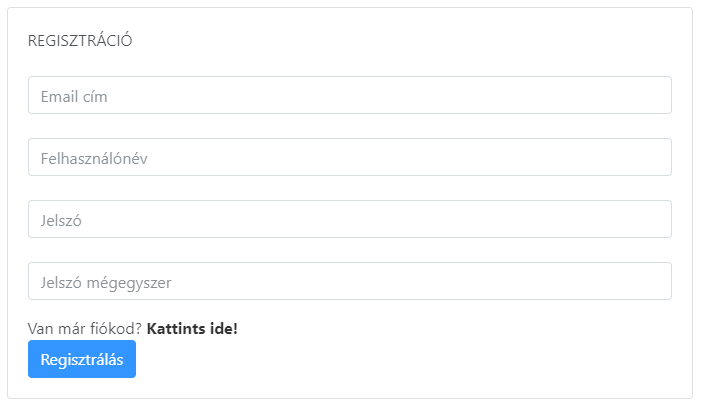 REGISZTRÁCIÓ
Email cím
Felhasználónév
Jelszó
Jelszó mégegyszer
Van már fiókod? Kattints ide!
Regisztrálás